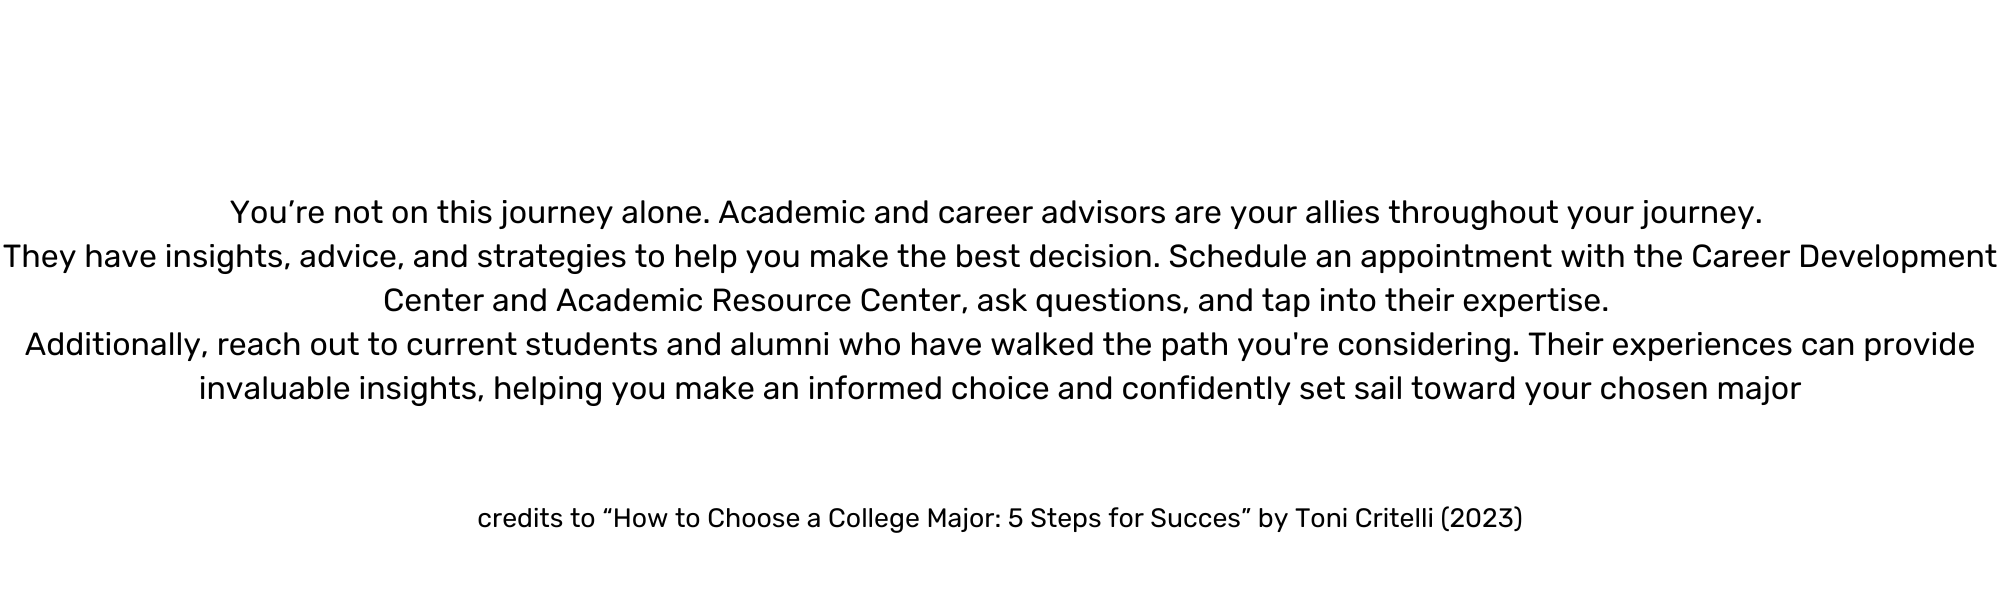 You’re not on this journey alone. Academic and career advisors are your allies throughout your journey.
They have insights, advice, and strategies to help you make the best decision. Schedule an appointment with the Career Development
Center and Academic Resource Center, ask questions, and tap into their expertise.
Additionally, reach out to current students and alumni who have walked the path you're considering. Their experiences can provide
invaluable insights, helping you make an informed choice and confidently set sail toward your chosen major
credits to “How to Choose a College Major: 5 Steps for Succes” by Toni Critelli (2023)